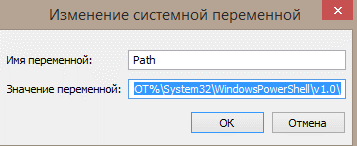 Изменение системной переменной
Имя переменной: Path
Значение переменной: OT%\System32\WindowsPowerShell\v1.0\
OK Отмена